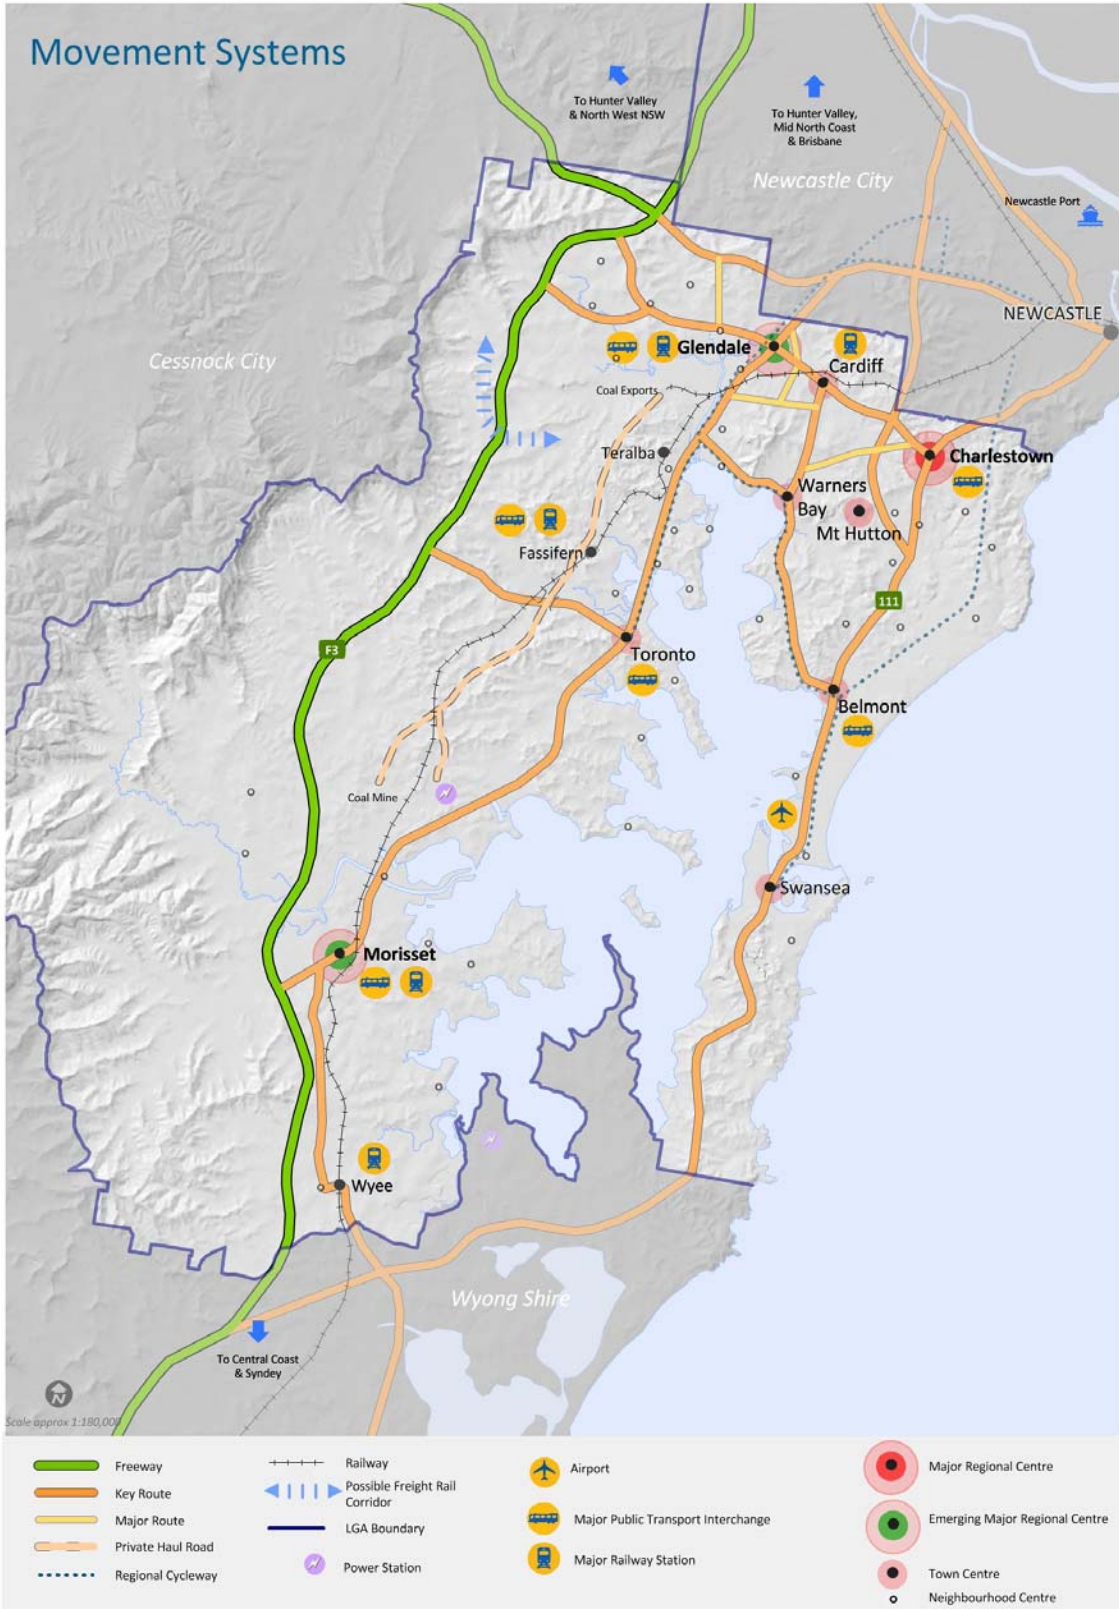 Movement Systems
To Hunter Valley
& North West NSW
To Hunter Valley,
Mid North Coast
& Brisbane
Newcastle City
Newcastle Port
NEWCASTLE
Cessnock City
Glendale
Cardiff
Coal Exports
Teralba
Charlestown
Warners
Bay
Mt Hutton
Fassifern
111
F3
Toronto
Belmont
Coal Mine
Swansea
Morisset
Wyee
Wyong Shire
To Central Coast
& Syndey
N
Scale approx 1:180,000
Freeway
Key Route
Major Route
Private Haul Road
Regional Cycleway
Railway
Possible Freight Rail
Corridor
LGA Boundary
Power Station
Airport
Major Public Transport Interchange
Major Railway Station
Major Regional Centre
Emerging Major Regional Centre
Town Centre
Neighbourhood Centre